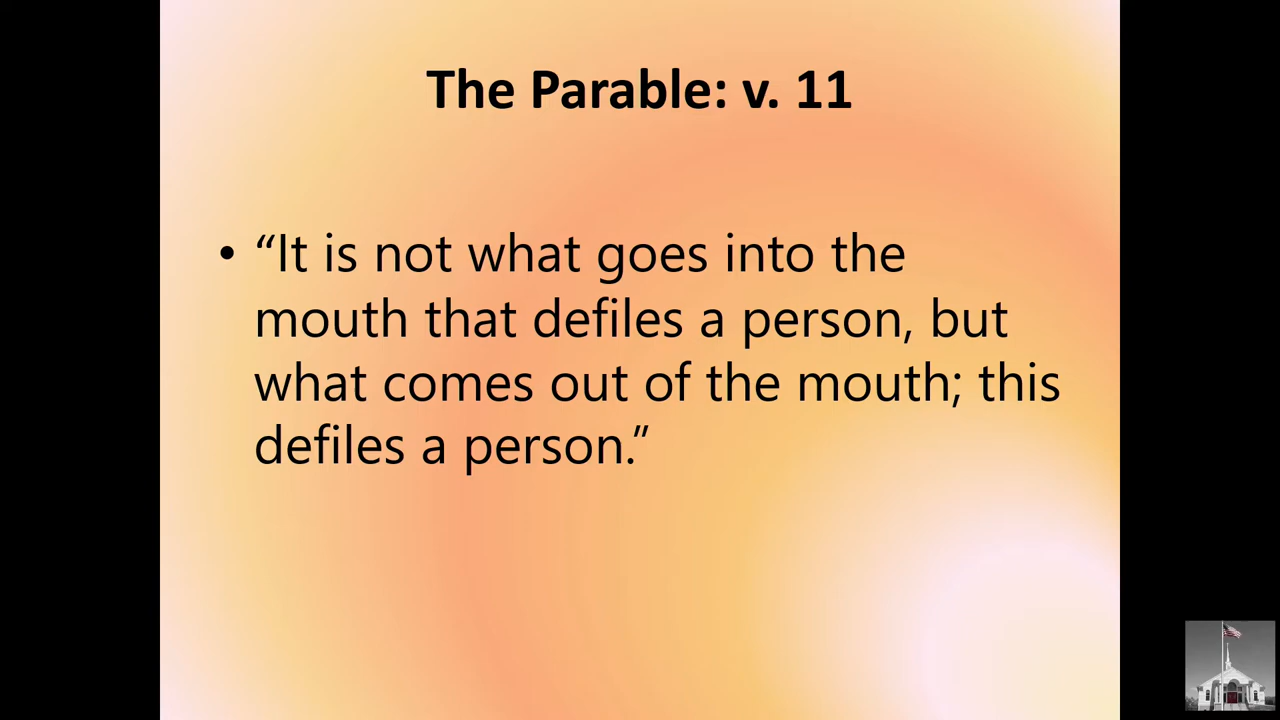 The Parable: v. 11
• “It is not what goes into the
mouth that defiles a person, but
what comes out of the mouth; this
defiles a person.”